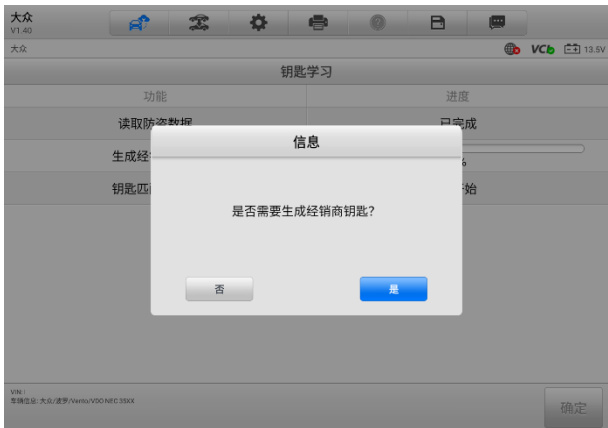 大众
V1.40
大众
VCI
13.5V
钥匙学习
功能
进度
读取防盗数据
已完成
信息
生成经
%
钥匙匹
始
是否需要生成经销商钥匙?
否
是
VIN:
车辆信息:大众/波罗/Vento/VDO NEC 35XX
确定